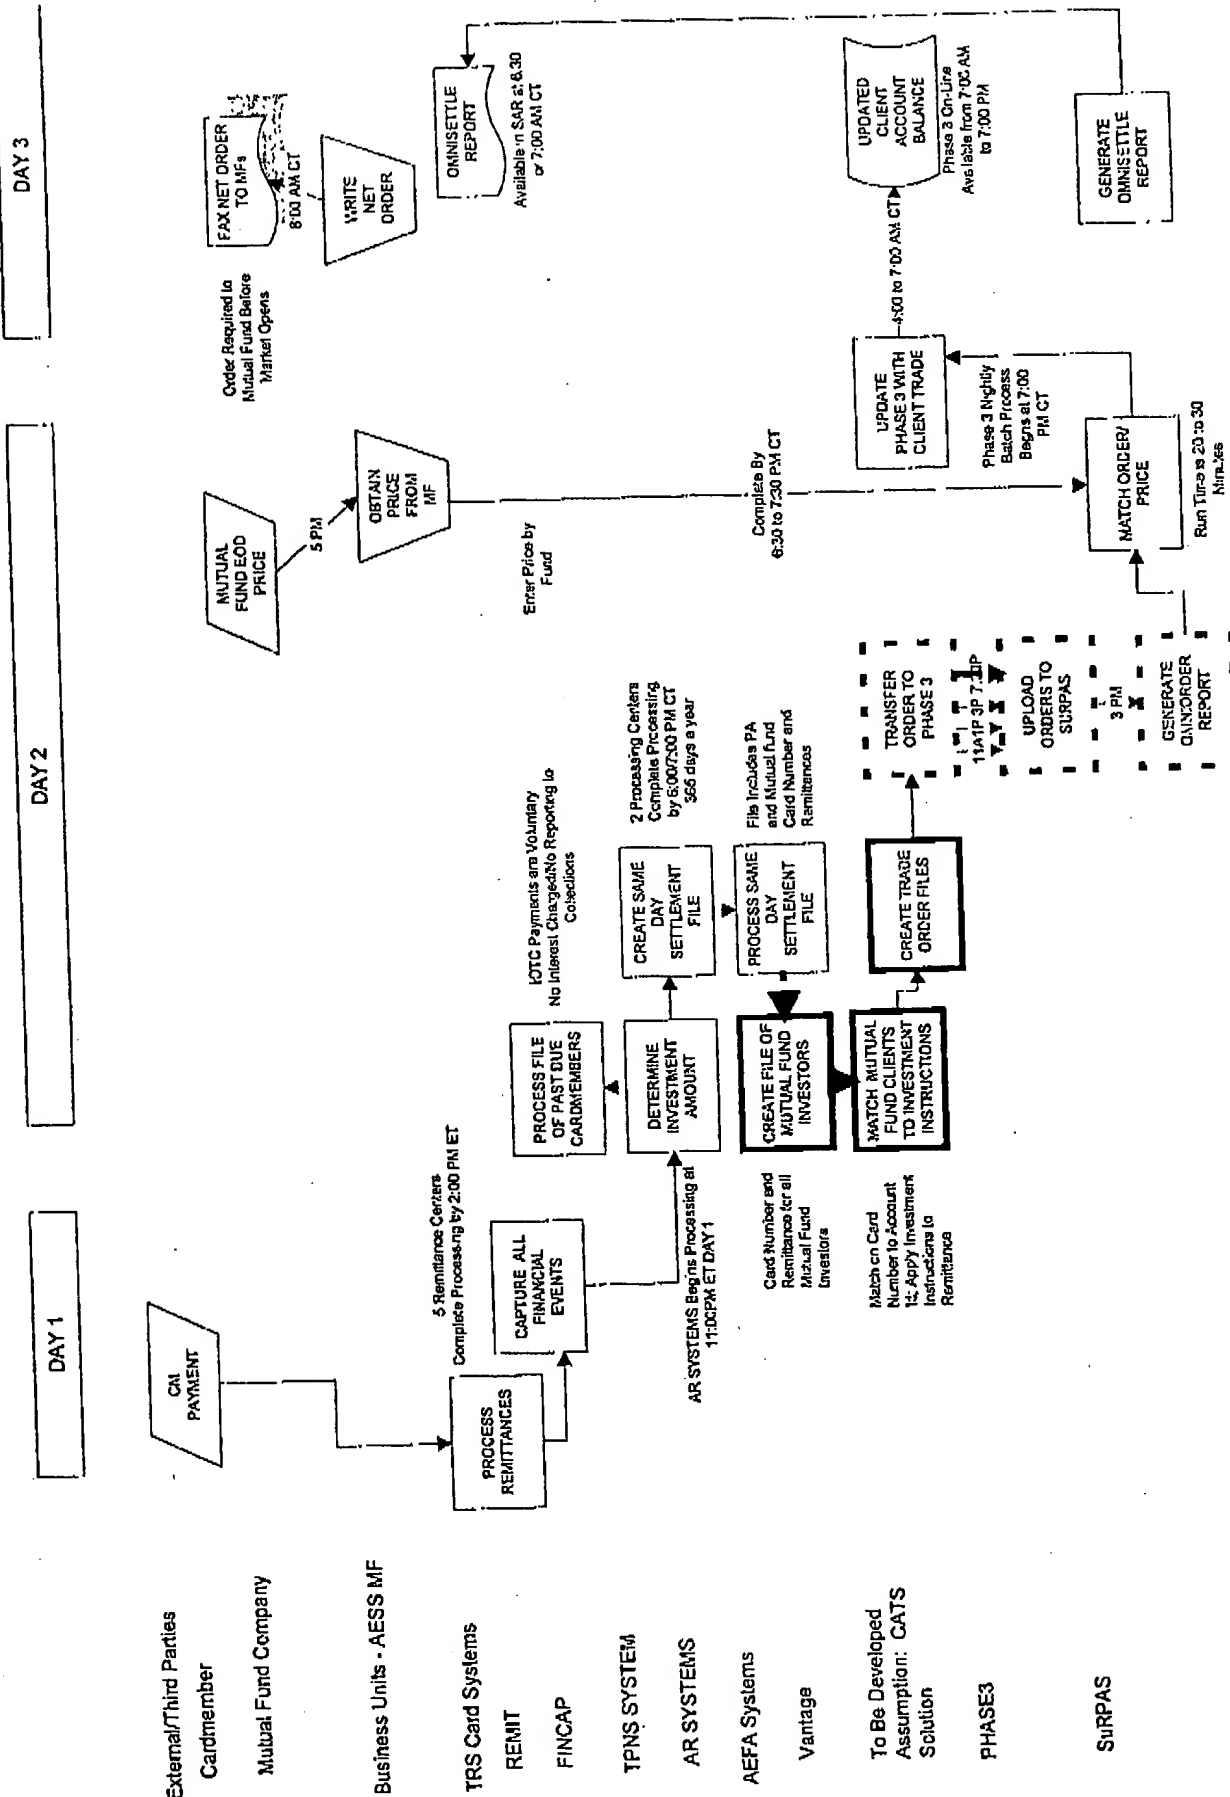 DAY 1
DAY 2
DAY 3
External/Third Parties
Cardmember
Mutual Fund Company
Business Units - AESS MF
TRS Card Systems
REMIT
FINCAP
TPNS SYSTEM
AR SYSTEMS
AEFA Systems
Vantage
To Be Developed
Assumption: CATS
Solution
PHASE3
SuRPAS
CM
PAYMENT
5 Remittance Centers
Complete Processing by 2:00 PM ET
PROCESS
REMITTANCES
CAPTURE ALL
FINANCIAL
EVENTS
AR SYSTEMS Begins Processing at
11:00PM ET DAY 1
PROCESS FILE
OF PAST DUE
CARDMEMBERS
IOTC Payments are Voluntary
No Interest Charged/No Reporting to
Collections
DETERMINE
INVESTMENT
AMOUNT
CREATE SAME
DAY
SETTLEMENT
FILE
2 Processing Centers
Complete Processing
by 6:00/7:00 PM CT
365 days a year
PROCESS SAME
DAY
SETTLEMENT
FILE
File Includes PA
and Mutual fund
Card Number and
Remittances
CREATE FILE OF
MUTUAL FUND
INVESTORS
Card Number and
Remittance for all
Mutual Fund
Investors
MATCH MUTUAL
FUND CLIENTS
TO INVESTMENT
INSTRUCTIONS
Match on Card
Number to Account
Id; Apply Investment
Instructions to
Remittance
CREATE TRADE
ORDER FILES
TRANSFER
ORDER TO
PHASE 3
11A1P 3P
UPLOAD
ORDERS TO
SURPAS
3 PM
GENERATE
OMNIORDER
REPORT
MUTUAL
FUND EOD
PRICE
5 PM
OBTAIN
PRICE
FROM
MF
Enter Price by
Fund
Complete By
6:30 to 7:30 PM CT
MATCH ORDER/
PRICE
Run Time is 20 to 30
Minutes
Phase 3 Nightly
Batch Process
Begins at 7:00
PM CT
UPDATE
PHASE 3 WITH
CLIENT TRADE
4:00 to 7:00 AM CT
UPDATED
CLIENT
ACCOUNT
BALANCE
Phase 3 On-Line
Available from 7:00 AM
to 7:00 PM
GENERATE
OMNISETTLE
REPORT
OMNISETTLE
REPORT
Available in SAR at 6:30
or 7:00 AM CT
WRITE
NET
ORDER
8:00 AM CT
FAX NET ORDER
TO MFs
Order Required to
Mutual Fund Before
Market Opens